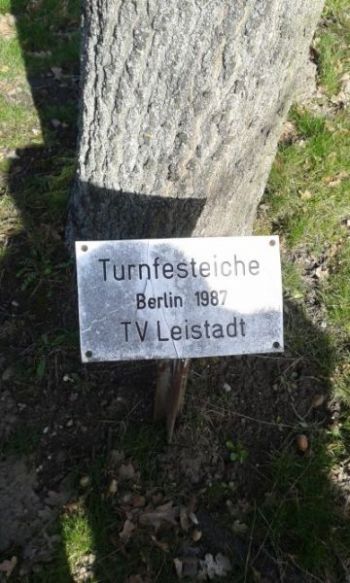 Turnfesteiche
Berlin 1987
TV Leistadt